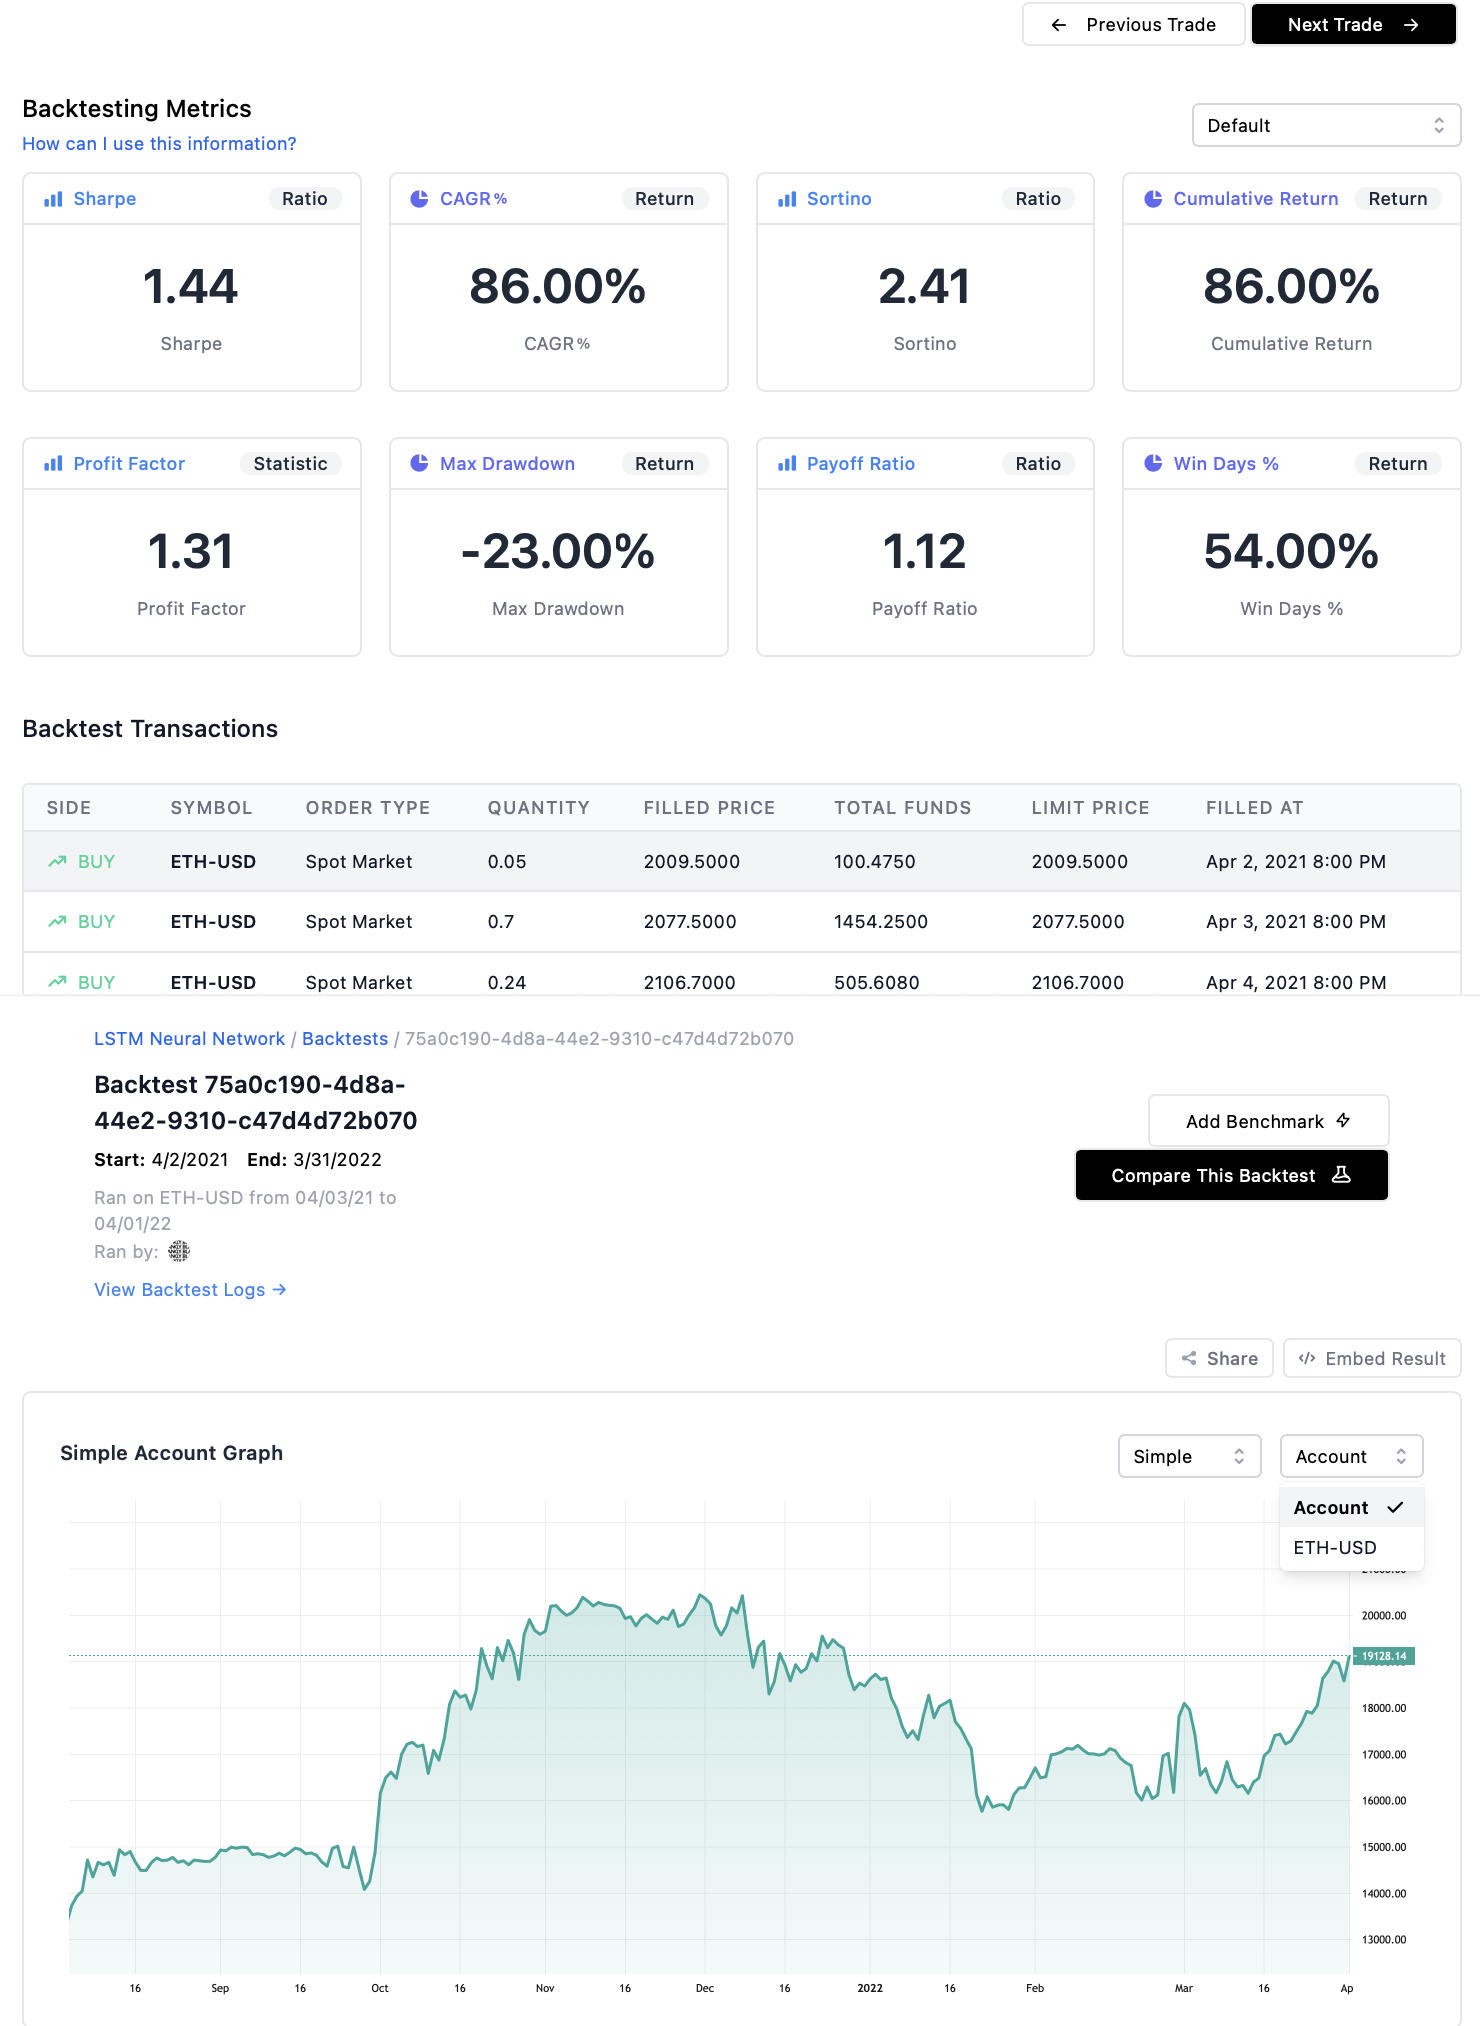 Previous Trade
Next Trade
Backtesting Metrics
How can I use this information?
Default
Sharpe Ratio
1.44
Sharpe
CAGR% Return
86.00%
CAGR%
Sortino Ratio
2.41
Sortino
Cumulative Return Return
86.00%
Cumulative Return
Profit Factor Statistic
1.31
Profit Factor
Max Drawdown Return
-23.00%
Max Drawdown
Payoff Ratio Ratio
1.12
Payoff Ratio
Win Days % Return
54.00%
Win Days %
Backtest Transactions
SIDE SYMBOL ORDER TYPE QUANTITY FILLED PRICE TOTAL FUNDS LIMIT PRICE FILLED AT
BUY ETH-USD Spot Market 0.05 2009.5000 100.4750 2009.5000 Apr 2, 2021 8:00 PM
BUY ETH-USD Spot Market 0.7 2077.5000 1454.2500 2077.5000 Apr 3, 2021 8:00 PM
BUY ETH-USD Spot Market 0.24 2106.7000 505.6080 2106.7000 Apr 4, 2021 8:00 PM
LSTM Neural Network / Backtests / 75a0c190-4d8a-44e2-9310-c47d4d72b070
Backtest 75a0c190-4d8a-
44e2-9310-c47d4d72b070
Start: 4/2/2021 End: 3/31/2022
Ran on ETH-USD from 04/03/21 to
04/01/22
Ran by:
View Backtest Logs
Add Benchmark
Compare This Backtest
Share
Embed Result
Simple Account Graph
Simple
Account
Account
ETH-USD
20000.00
19128.14
18000.00
17000.00
16000.00
15000.00
14000.00
13000.00
16 Sep 16 Oct 16 Nov 16 Dec 16 2022 16 Feb Mar 16 Ap